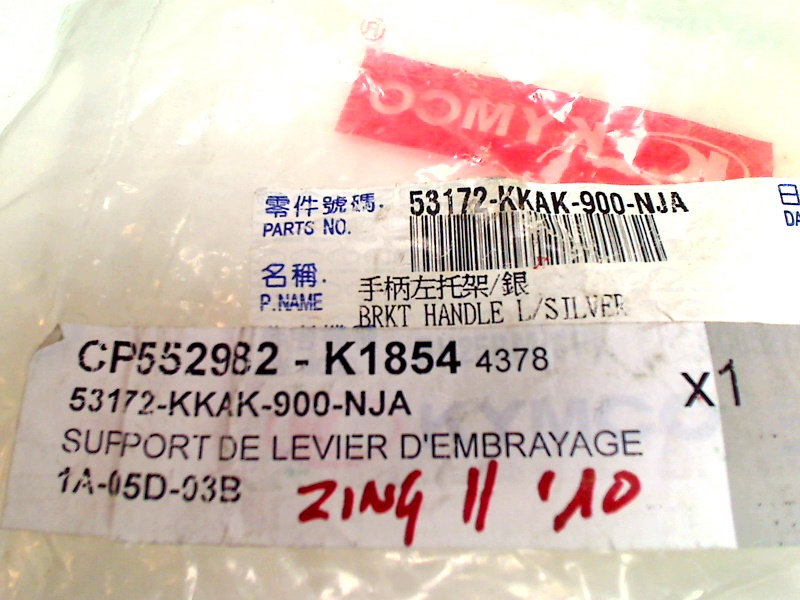 KYMCO
零件號碼. 53172-KKAK-900-NJA
PARTS NO.
日
DA
名稱. 手柄左托架/銀
P.NAME BRKT HANDLE L/SILVER
CP552982 - K1854 4378
x1
53172-KKAK-900-NJA
SUPPORT DE LEVIER D'EMBRAYAGE
1A-05D-03B
ZING II '10